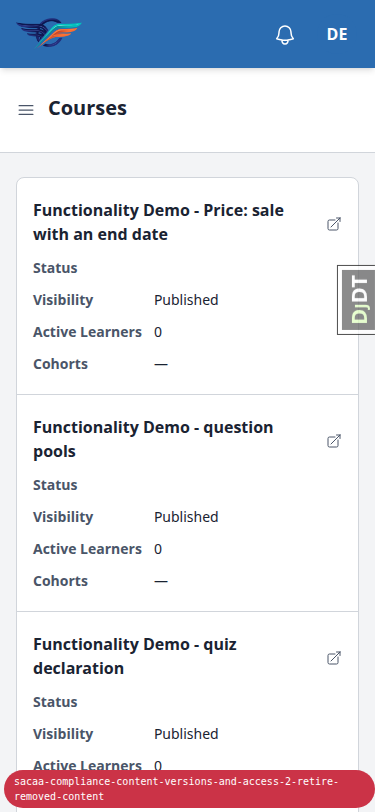 DE
Courses
Functionality Demo - Price: sale
with an end date
Status
Visibility Published
Active Learners 0
Cohorts —
DjDT
Functionality Demo - question
pools
Status
Visibility Published
Active Learners 0
Cohorts —
Functionality Demo - quiz
declaration
Status
Visibility Published
Active Learners 0
sacaa-compliance-content-versions-and-access-2-retire-
removed-content